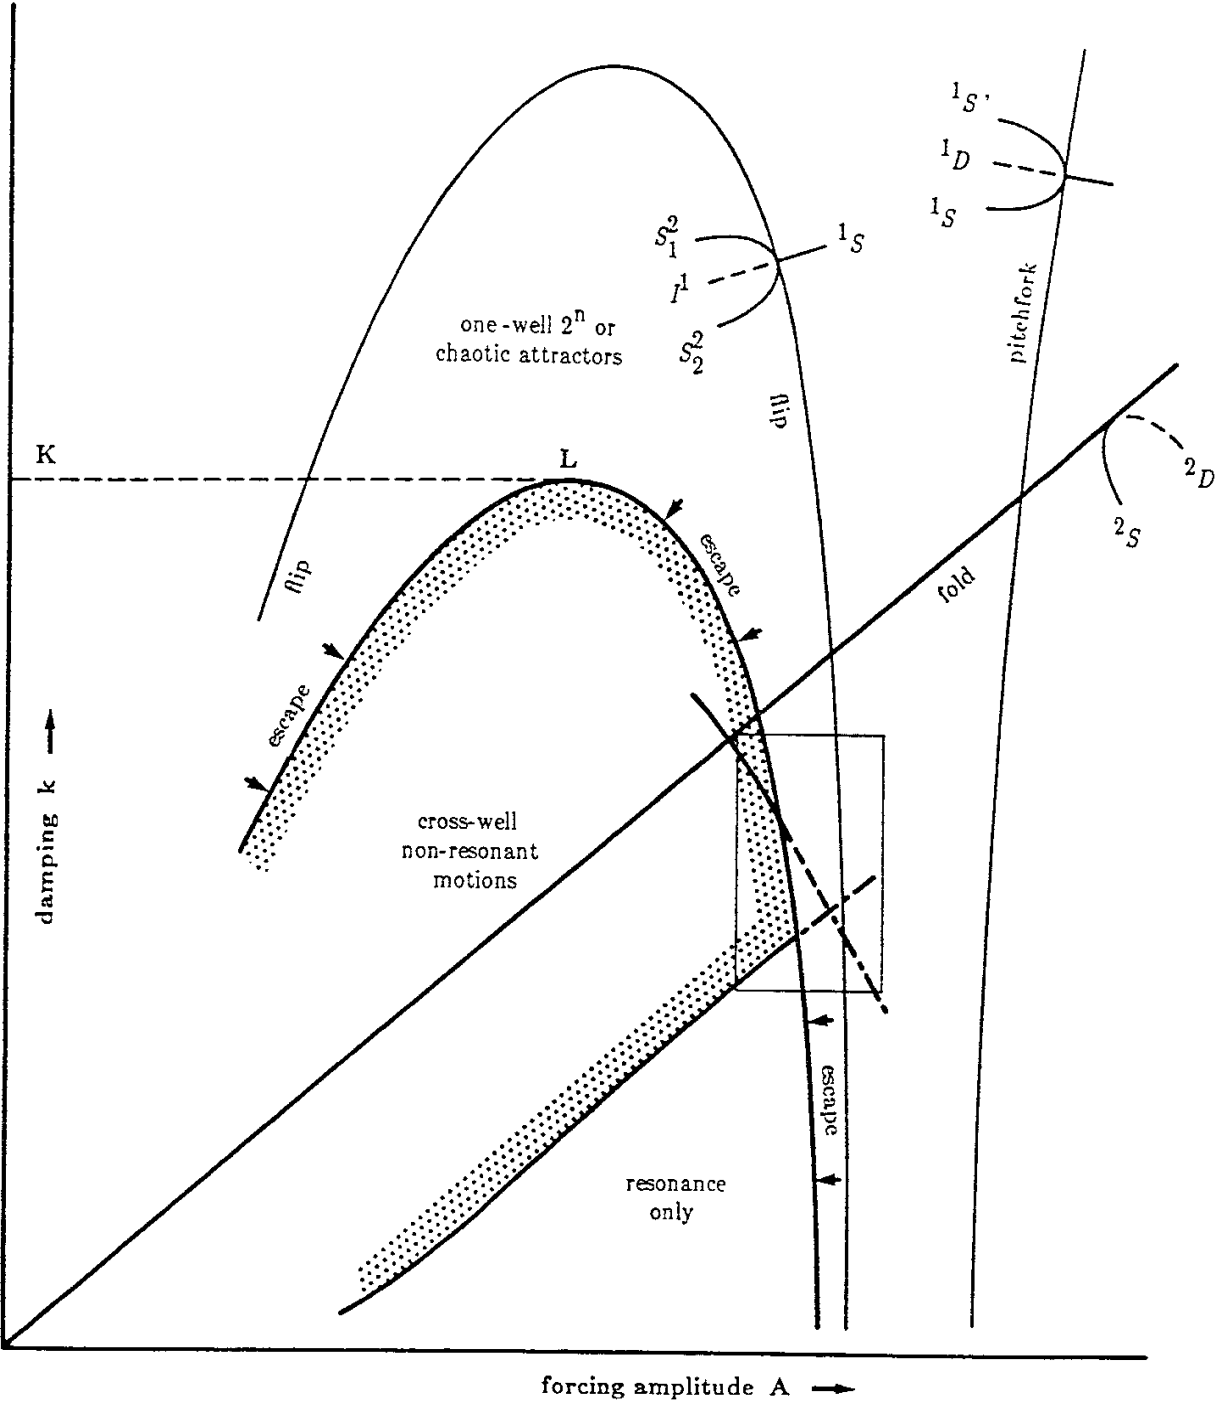 ¹S'
¹D
¹S
S₁²
¹S
I¹
S₂²
pitchfork
one-well 2ⁿ or
chaotic attractors
flip
K
L
²D
²S
escape
flip
fold
escape
cross-well
non-resonant
motions
damping k
escape
resonance
only
forcing amplitude A